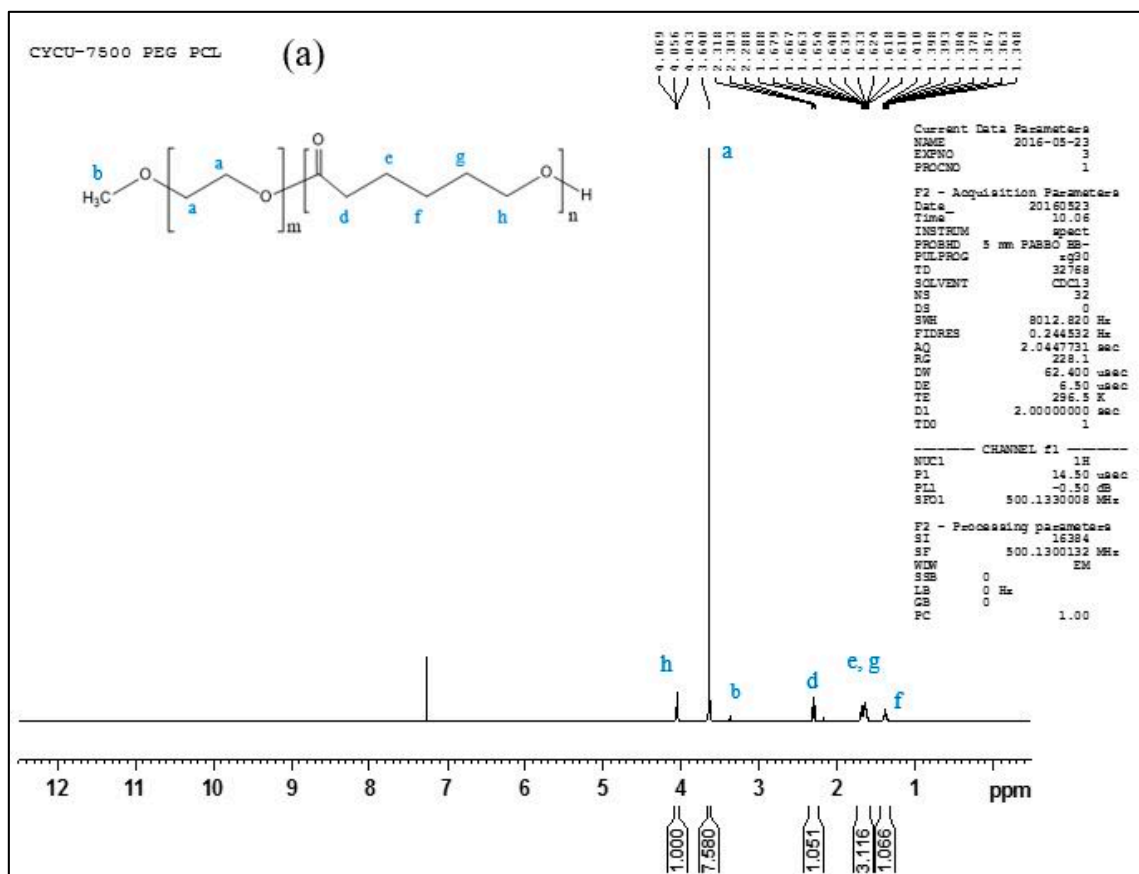 CYCU-7500 PEG PCL
(a)
4.069
4.056
4.043
3.640
2.318
2.303
2.288
1.688
1.679
1.667
1.663
1.654
1.648
1.639
1.633
1.624
1.618
1.610
1.410
1.398
1.393
1.384
1.378
1.367
1.363
1.348
b
H₃C
O
a
a
O
m
O
e
g
d
f
h
O
H
n
Current Data Parameters
NAME 2016-05-23
EXPNO 3
PROCNO 1
F2 - Acquisition Parameters
Date_ 20160523
Time 10.06
INSTRUM spect
PROBHD 5 mm PABBO BB-
PULPROG zg30
TD 32768
SOLVENT CDCl3
NS 32
DS 0
SWH 8012.820 Hz
FIDRES 0.244532 Hz
AQ 2.0447731 sec
RG 228.1
DW 62.400 usec
DE 6.50 usec
TE 296.5 K
D1 2.00000000 sec
TD0 1
CHANNEL f1
NUC1 1H
P1 14.50 usec
PL1 -0.50 dB
SFO1 500.1330008 MHz
F2 - Processing parameters
SI 16384
SF 500.1300132 MHz
WDW EM
SSB 0
LB 0 Hz
GB 0
PC 1.00
a
h
b
d
e, g
f
12 11 10 9 8 7 6 5 4 3 2 1 ppm
1.000
7.580
1.051
3.116
1.066